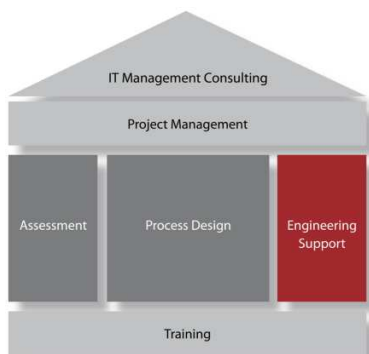 IT Management Consulting
Project Management
Assessment
Process Design
Engineering
Support
Training